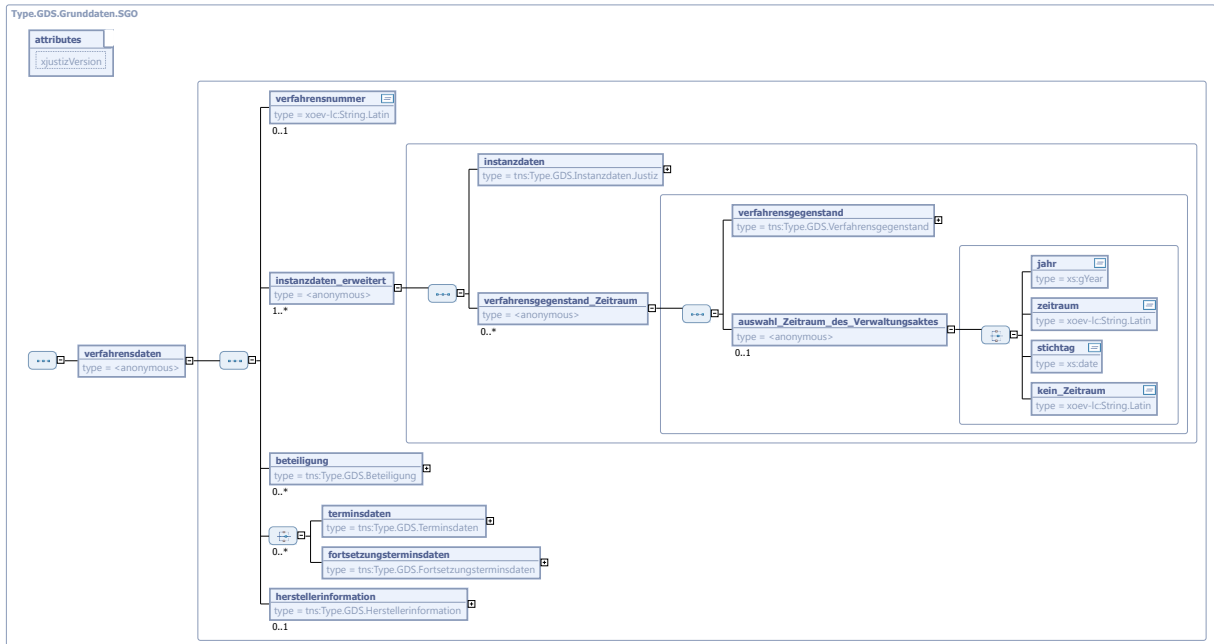 Type.GDS.Grunddaten.SGO
attributes
xjustizVersion
verfahrensnummer
type = xoev-lc:String.Latin
0..1
instanzdaten
type = tns:Type.GDS.Instanzdaten.Justiz
verfahrensgegenstand
type = tns:Type.GDS.Verfahrensgegenstand
jahr
type = xs:gYear
instanzdaten_erweitert
type = <anonymous>
1..*
verfahrensgegenstand_Zeitraum
type = <anonymous>
0..*
zeitraum
type = xoev-lc:String.Latin
auswahl_Zeitraum_des_Verwaltungsaktes
type = <anonymous>
0..1
stichtag
type = xs:date
verfahrensdaten
type = <anonymous>
kein_Zeitraum
type = xoev-lc:String.Latin
beteiligung
type = tns:Type.GDS.Beteiligung
0..*
terminsdaten
type = tns:Type.GDS.Terminsdaten
0..*
fortsetzungsterminsdaten
type = tns:Type.GDS.Fortsetzungsterminsdaten
herstellerinformation
type = tns:Type.GDS.Herstellerinformation
0..1